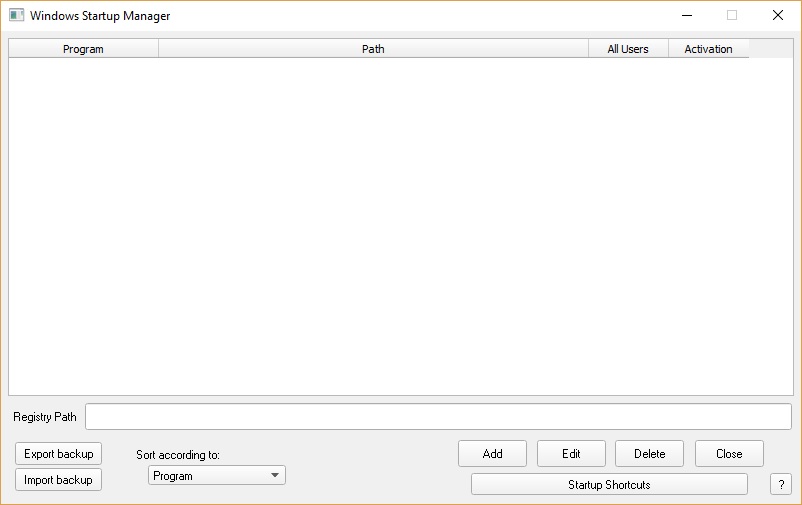 Windows Startup Manager
Program Path All Users Activation
Registry Path
Export backup
Import backup
Sort according to:
Program
Add Edit Delete Close
Startup Shortcuts ?